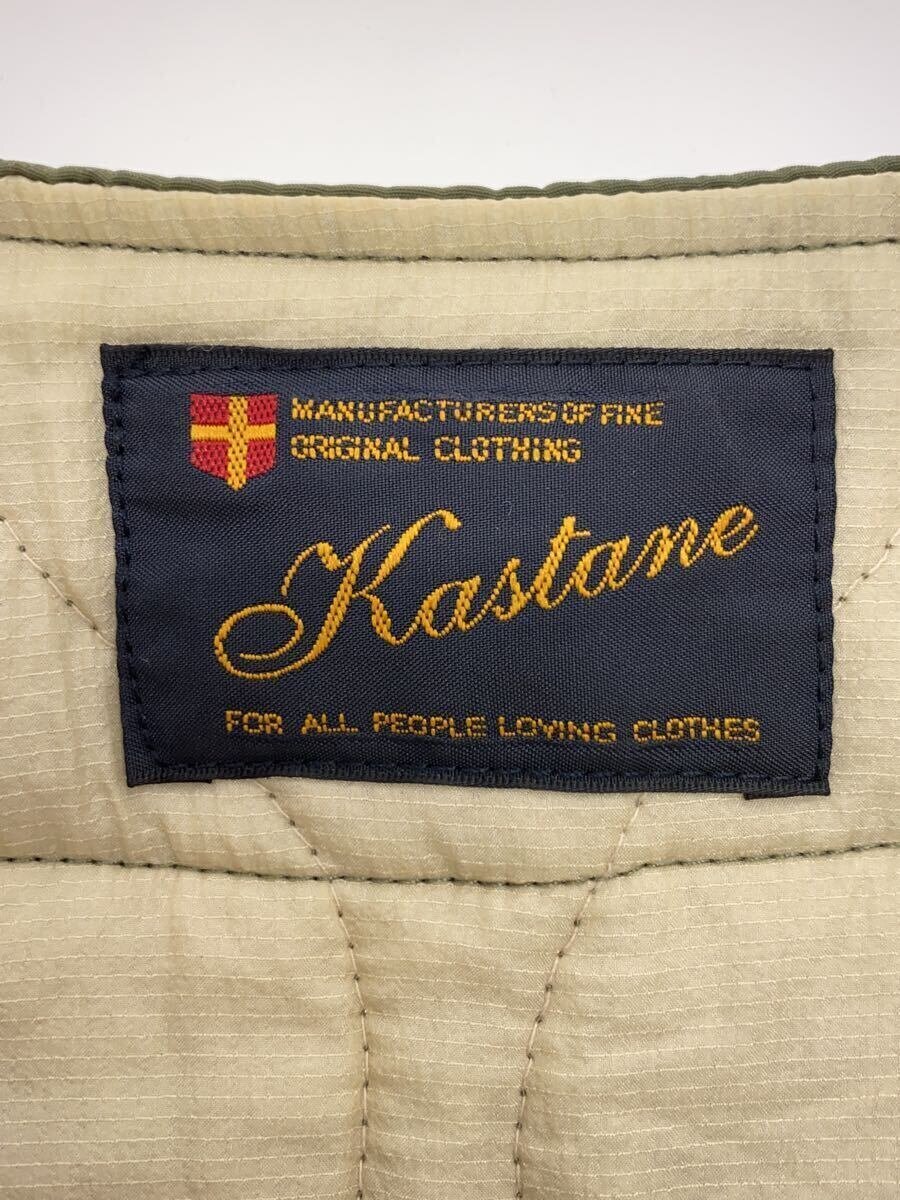 MANUFACTURERS OF FINE
ORIGINAL CLOTHING
Kastane
FOR ALL PEOPLE LOVING CLOTHES